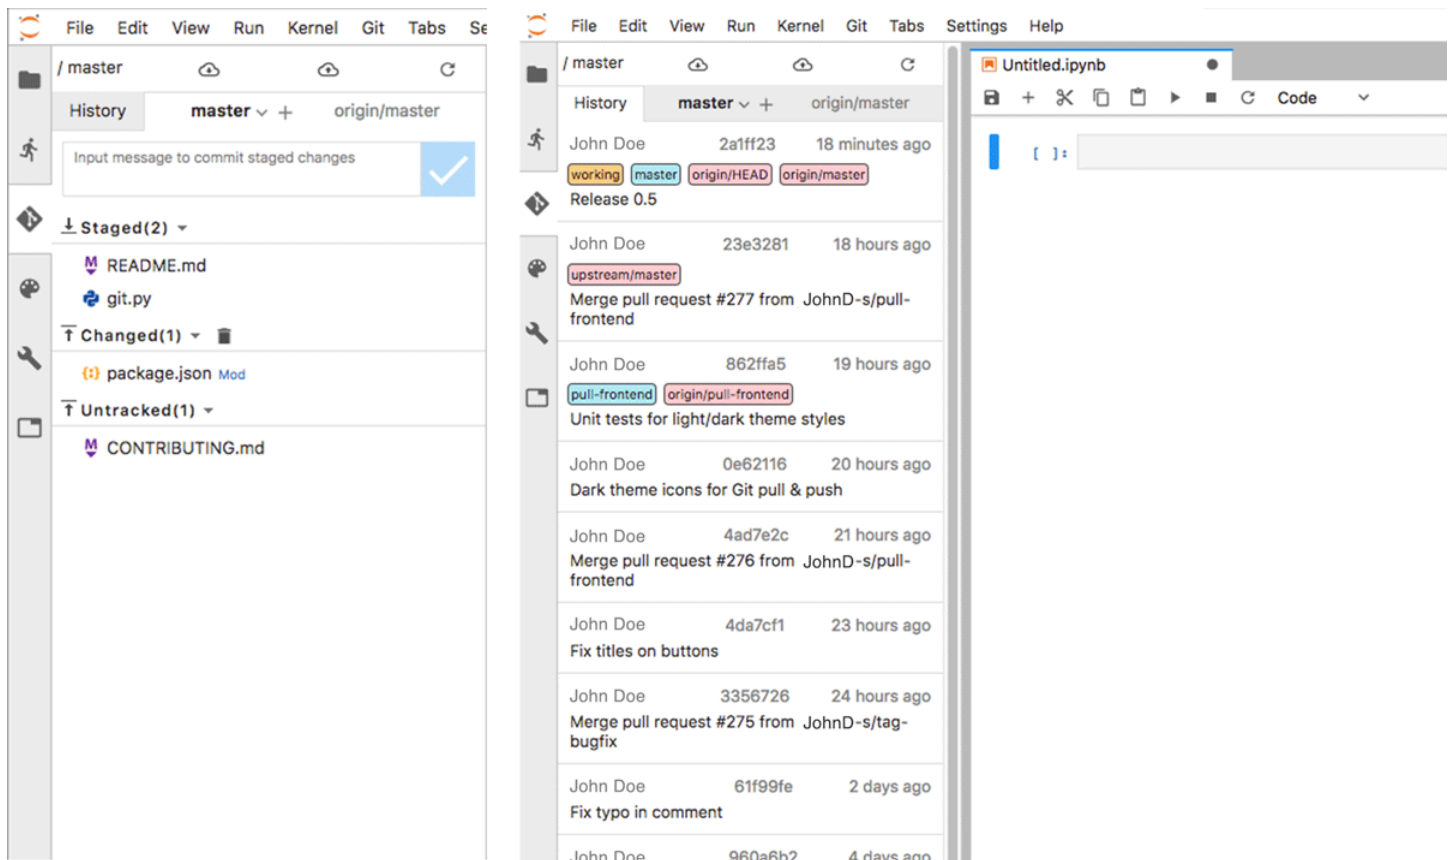 File Edit View Run Kernel Git Tabs Se
/ master
History master + origin/master
Input message to commit staged changes
Staged(2)
README.md
git.py
Changed(1)
package.json Mod
Untracked(1)
CONTRIBUTING.md
File Edit View Run Kernel Git Tabs Settings Help
/ master
History master + origin/master
John Doe 2a1ff23 18 minutes ago
working master origin/HEAD origin/master
Release 0.5
John Doe 23e3281 18 hours ago
upstream/master
Merge pull request #277 from JohnD-s/pull-
frontend
John Doe 862ffa5 19 hours ago
pull-frontend origin/pull-frontend
Unit tests for light/dark theme styles
John Doe 0e62116 20 hours ago
Dark theme icons for Git pull & push
John Doe 4ad7e2c 21 hours ago
Merge pull request #276 from JohnD-s/pull-
frontend
John Doe 4da7cf1 23 hours ago
Fix titles on buttons
John Doe 3356726 24 hours ago
Merge pull request #275 from JohnD-s/tag-
bugfix
John Doe 61f99fe 2 days ago
Fix typo in comment
John Doe 960a6b2 4 days ago
Untitled.ipynb
Code
[ ]: